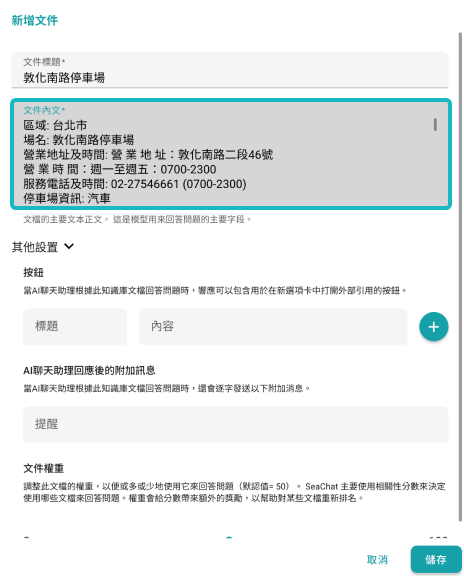 新增文件
文件標題*
敦化南路停車場
文件內文*
區域: 台北市
場名: 敦化南路停車場
營業地址及時間: 營 業 地 址：敦化南路二段46號
營 業 時 間：週一至週五：0700-2300
服務電話及時間: 02-27546661 (0700-2300)
停車場資訊: 汽車
文檔的主要文本正文。 這是模型用來回答問題的主要字段。
其他設置
按鈕
當AI聊天助理根據此知識庫文檔回答問題時，響應可以包含用於在新選項卡中打開外部引用的按鈕。
標題 內容
AI聊天助理回應後的附加訊息
當AI聊天助理根據此知識庫文檔回答問題時，還會逐字發送以下附加消息。
提醒
文件權重
調整此文檔的權重，以便或多或少地使用它來回答問題（默認值= 50）。 SeaChat 主要使用相關性分數來決定
使用哪些文檔來回答問題。權重會給分數帶來額外的獎勵，以幫助對某些文檔重新排名。
取消 儲存